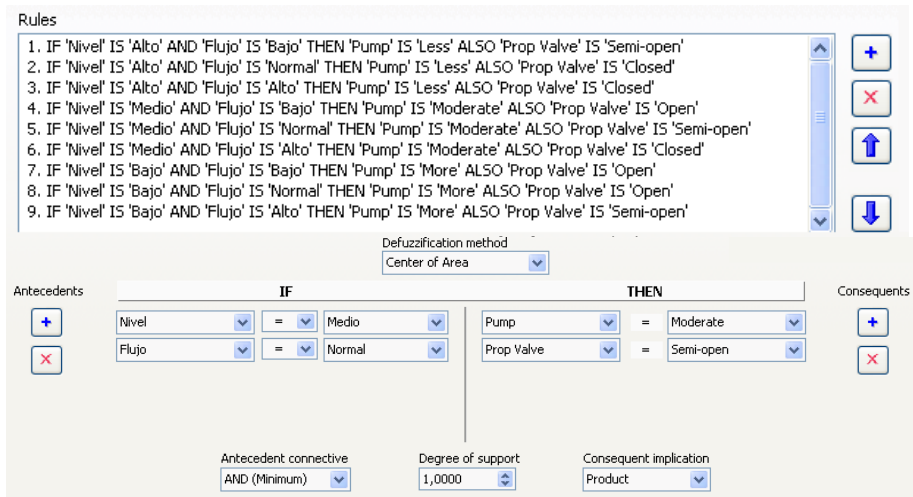 Rules
1. IF 'Nivel' IS 'Alto' AND 'Flujo' IS 'Bajo' THEN 'Pump' IS 'Less' ALSO 'Prop Valve' IS 'Semi-open'
2. IF 'Nivel' IS 'Alto' AND 'Flujo' IS 'Normal' THEN 'Pump' IS 'Less' ALSO 'Prop Valve' IS 'Closed'
3. IF 'Nivel' IS 'Alto' AND 'Flujo' IS 'Alto' THEN 'Pump' IS 'Less' ALSO 'Prop Valve' IS 'Closed'
4. IF 'Nivel' IS 'Medio' AND 'Flujo' IS 'Bajo' THEN 'Pump' IS 'Moderate' ALSO 'Prop Valve' IS 'Open'
5. IF 'Nivel' IS 'Medio' AND 'Flujo' IS 'Normal' THEN 'Pump' IS 'Moderate' ALSO 'Prop Valve' IS 'Semi-open'
6. IF 'Nivel' IS 'Medio' AND 'Flujo' IS 'Alto' THEN 'Pump' IS 'Moderate' ALSO 'Prop Valve' IS 'Closed'
7. IF 'Nivel' IS 'Bajo' AND 'Flujo' IS 'Bajo' THEN 'Pump' IS 'More' ALSO 'Prop Valve' IS 'Open'
8. IF 'Nivel' IS 'Bajo' AND 'Flujo' IS 'Normal' THEN 'Pump' IS 'More' ALSO 'Prop Valve' IS 'Open'
9. IF 'Nivel' IS 'Bajo' AND 'Flujo' IS 'Alto' THEN 'Pump' IS 'More' ALSO 'Prop Valve' IS 'Semi-open'
Defuzzification method
Center of Area
Antecedents IF THEN Consequents
Nivel = Medio Pump = Moderate
Flujo = Normal Prop Valve = Semi-open
Antecedent connective Degree of support Consequent implication
AND (Minimum) 1,0000 Product